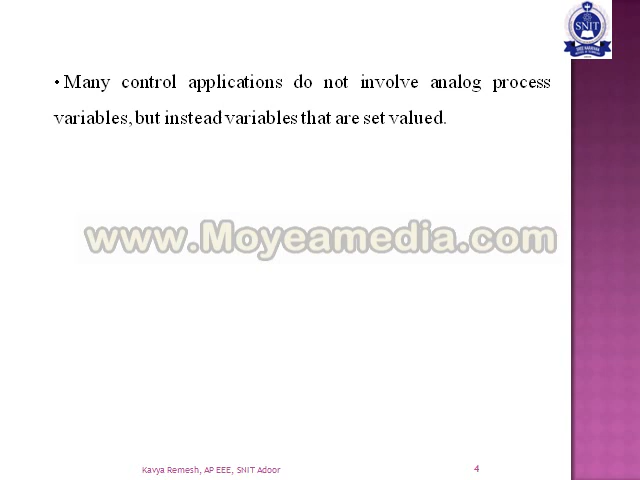 SNIT
• Many control applications do not involve analog process
variables, but instead variables that are set valued.
www.Moyeamedia.com
Kavya Remesh, AP EEE, SNIT Adoor
4